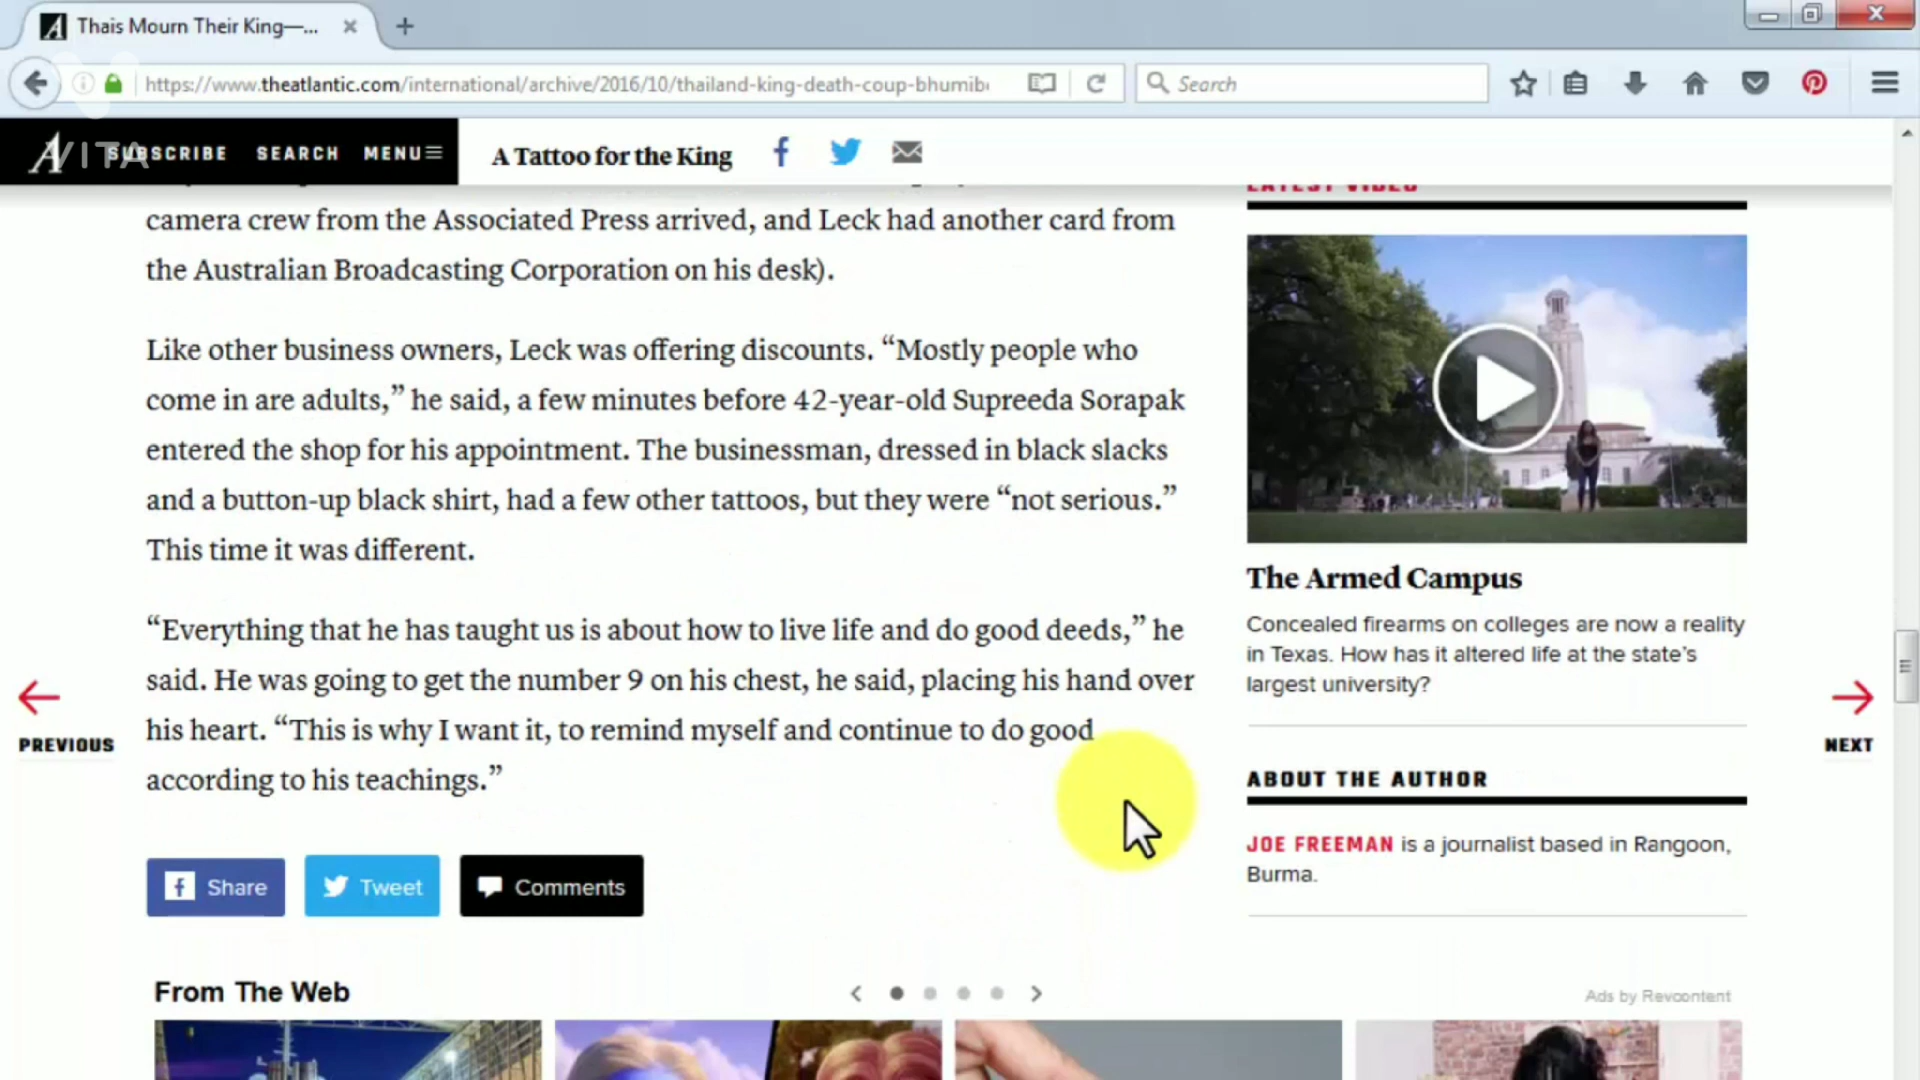 Thais Mourn Their King—...
https://www.theatlantic.com/international/archive/2016/10/thailand-king-death-coup-bhumib
Search
VITA
SUBSCRIBE SEARCH MENU
A Tattoo for the King
LATEST VIDEO
camera crew from the Associated Press arrived, and Leck had another card from
the Australian Broadcasting Corporation on his desk).
Like other business owners, Leck was offering discounts. “Mostly people who
come in are adults,” he said, a few minutes before 42-year-old Supreeda Sorapak
entered the shop for his appointment. The businessman, dressed in black slacks
and a button-up black shirt, had a few other tattoos, but they were “not serious.”
This time it was different.
“Everything that he has taught us is about how to live life and do good deeds,” he
said. He was going to get the number 9 on his chest, he said, placing his hand over
his heart. “This is why I want it, to remind myself and continue to do good
according to his teachings.”
PREVIOUS
NEXT
The Armed Campus
Concealed firearms on colleges are now a reality
in Texas. How has it altered life at the state’s
largest university?
ABOUT THE AUTHOR
JOE FREEMAN is a journalist based in Rangoon,
Burma.
Share
Tweet
Comments
From The Web
Ads by Revcontent